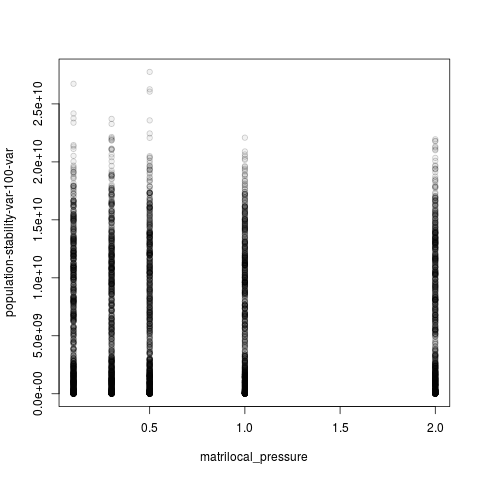 population-stability-var-100-var
2.5e+10
2.0e+10
1.5e+10
1.0e+10
5.0e+09
0.0e+00
0.5
1.0
1.5
2.0
matrilocal_pressure